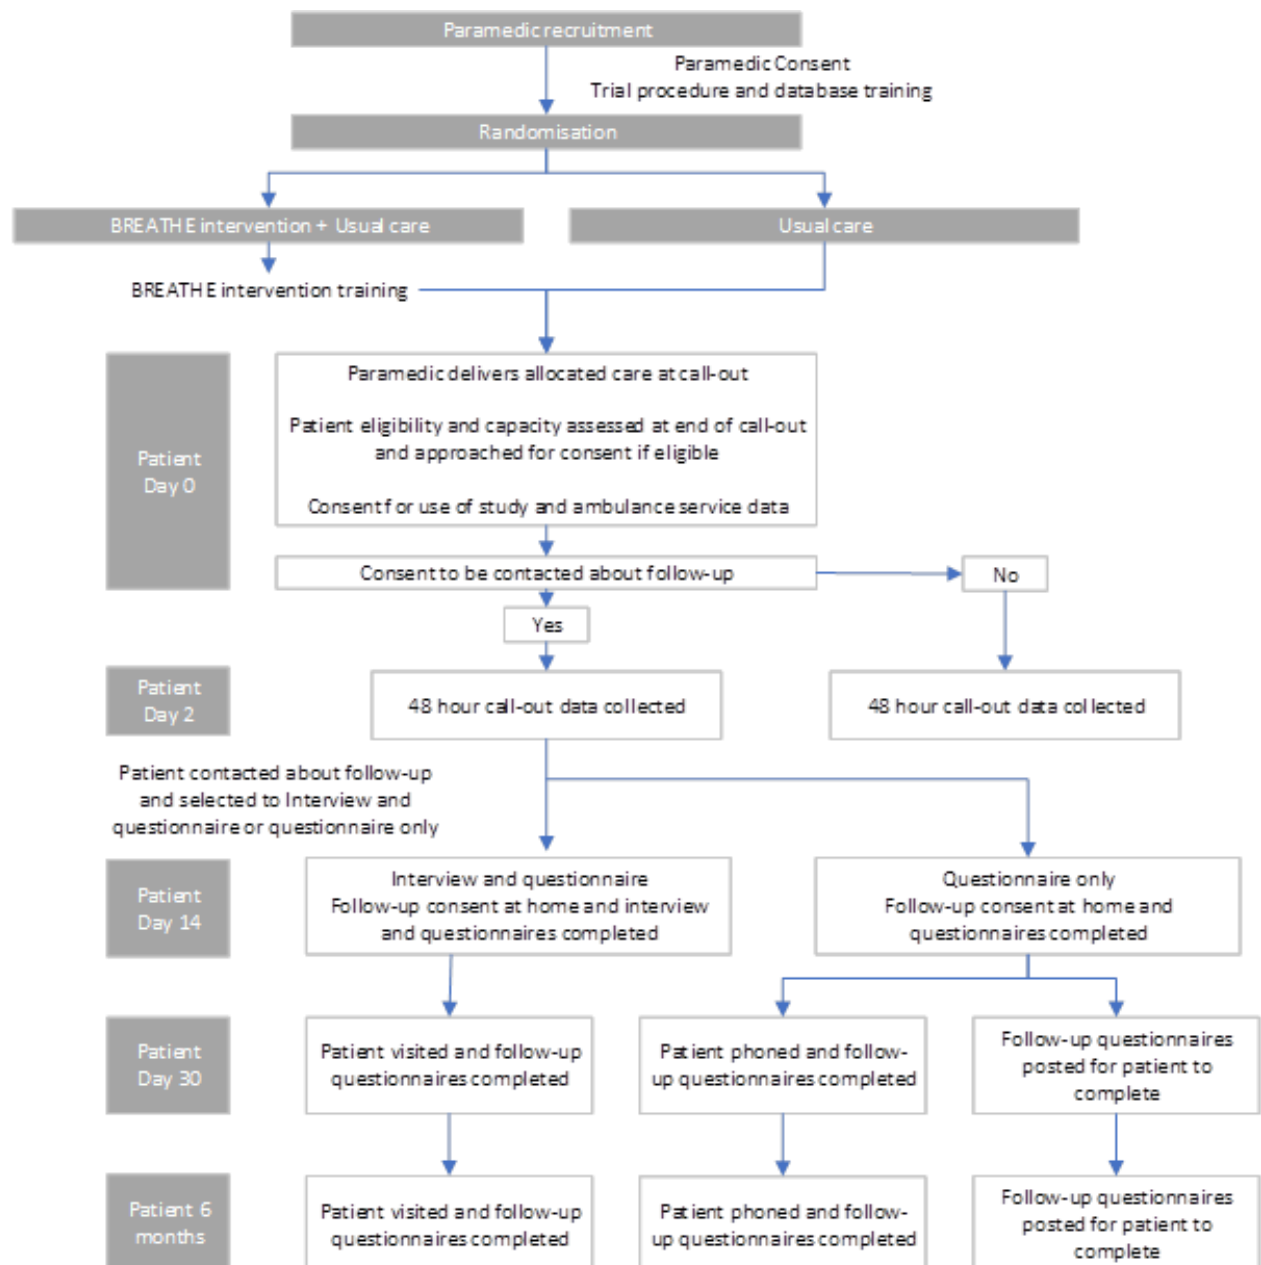 Paramedic recruitment
Paramedic Consent
Trial procedure and database training
Randomisation
BREATHE intervention + Usual care
Usual care
BREATHE intervention training
Patient
Day 0
Paramedic delivers allocated care at call-out
Patient eligibility and capacity assessed at end of call-out
and approached for consent if eligible
Consent for use of study and ambulance service data
Consent to be contacted about follow-up
No
Yes
Patient
Day 2
48 hour call-out data collected
48 hour call-out data collected
Patient contacted about follow-up
and selected to Interview and
questionnaire or questionnaire only
Patient
Day 14
Interview and questionnaire
Follow-up consent at home and interview
and questionnaires completed
Questionnaire only
Follow-up consent at home and
questionnaires completed
Patient
Day 30
Patient visited and follow-up
questionnaires completed
Patient phoned and follow-
up questionnaires completed
Follow-up questionnaires
posted for patient to
complete
Patient 6
months
Patient visited and follow-up
questionnaires completed
Patient phoned and follow-
up questionnaires completed
Follow-up questionnaires
posted for patient to
complete